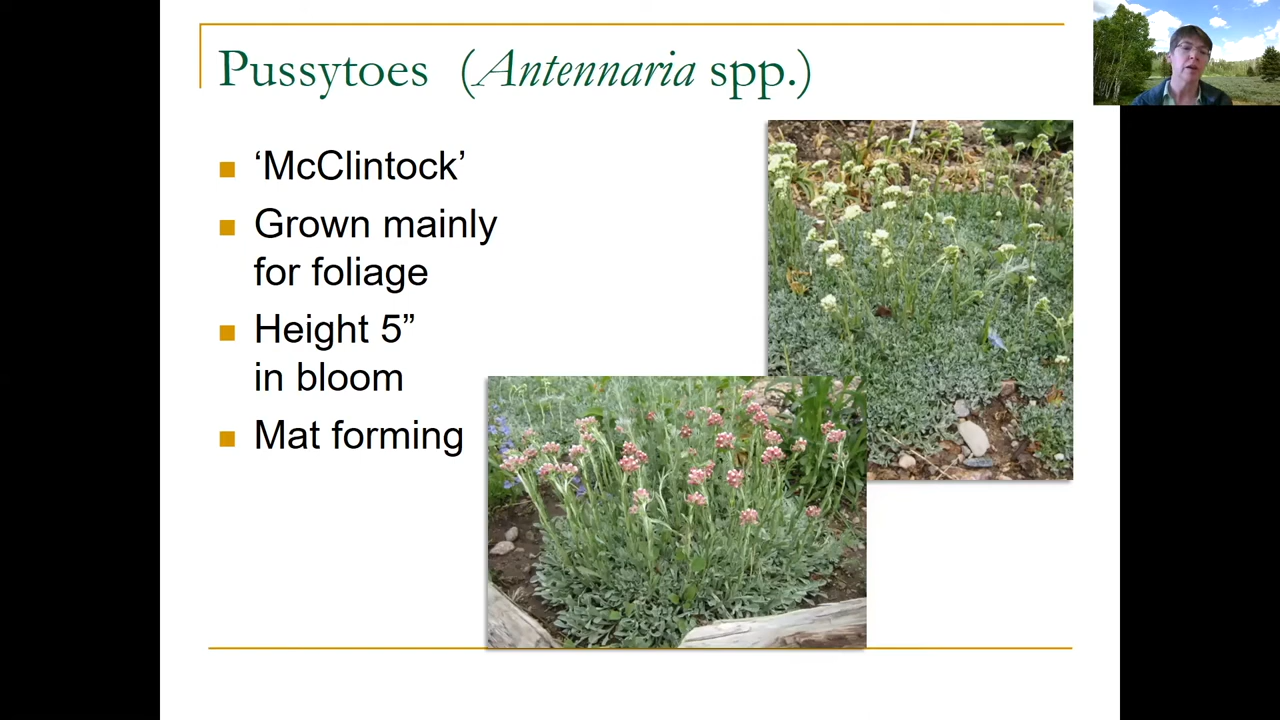 Pussytoes (Antennaria spp.)
‘McClintock’
Grown mainly
for foliage
Height 5”
in bloom
Mat forming